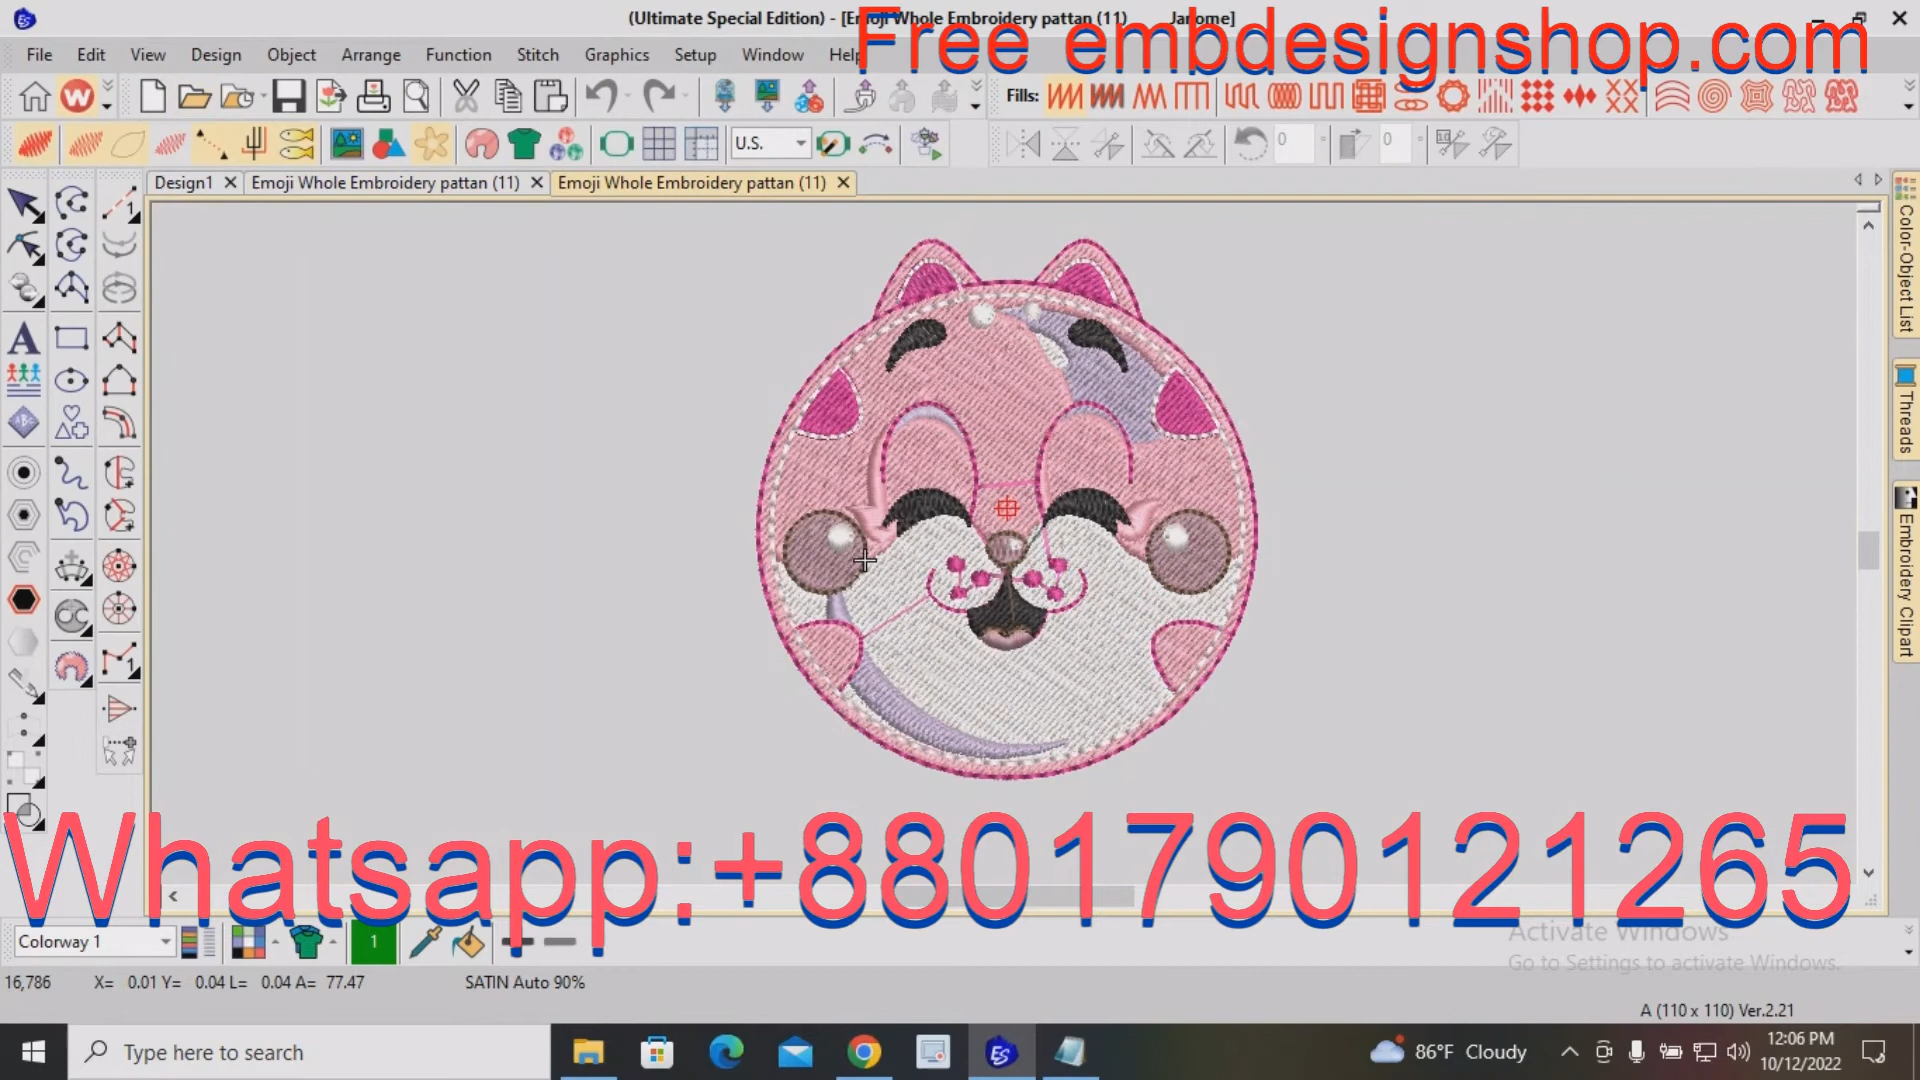 (Ultimate Special Edition) - [Emoji Whole Embroidery pattan (11) Janome]
Free embdesignshop.com
File Edit View Design Object Arrange Function Stitch Graphics Setup Window Help
Fills:
U.S. 0 0
Design1 Emoji Whole Embroidery pattan (11) Emoji Whole Embroidery pattan (11)
Color-Object List
Threads
Embroidery Clipart
Whatsapp:+8801790121265
Colorway 1 1
Activate Windows
Go to Settings to activate Windows.
16,786 X= 0.01 Y= 0.04 L= 0.04 A= 77.47 SATIN Auto 90%
A (110 x 110) Ver.2.21
Type here to search
86°F Cloudy
12:06 PM
10/12/2022